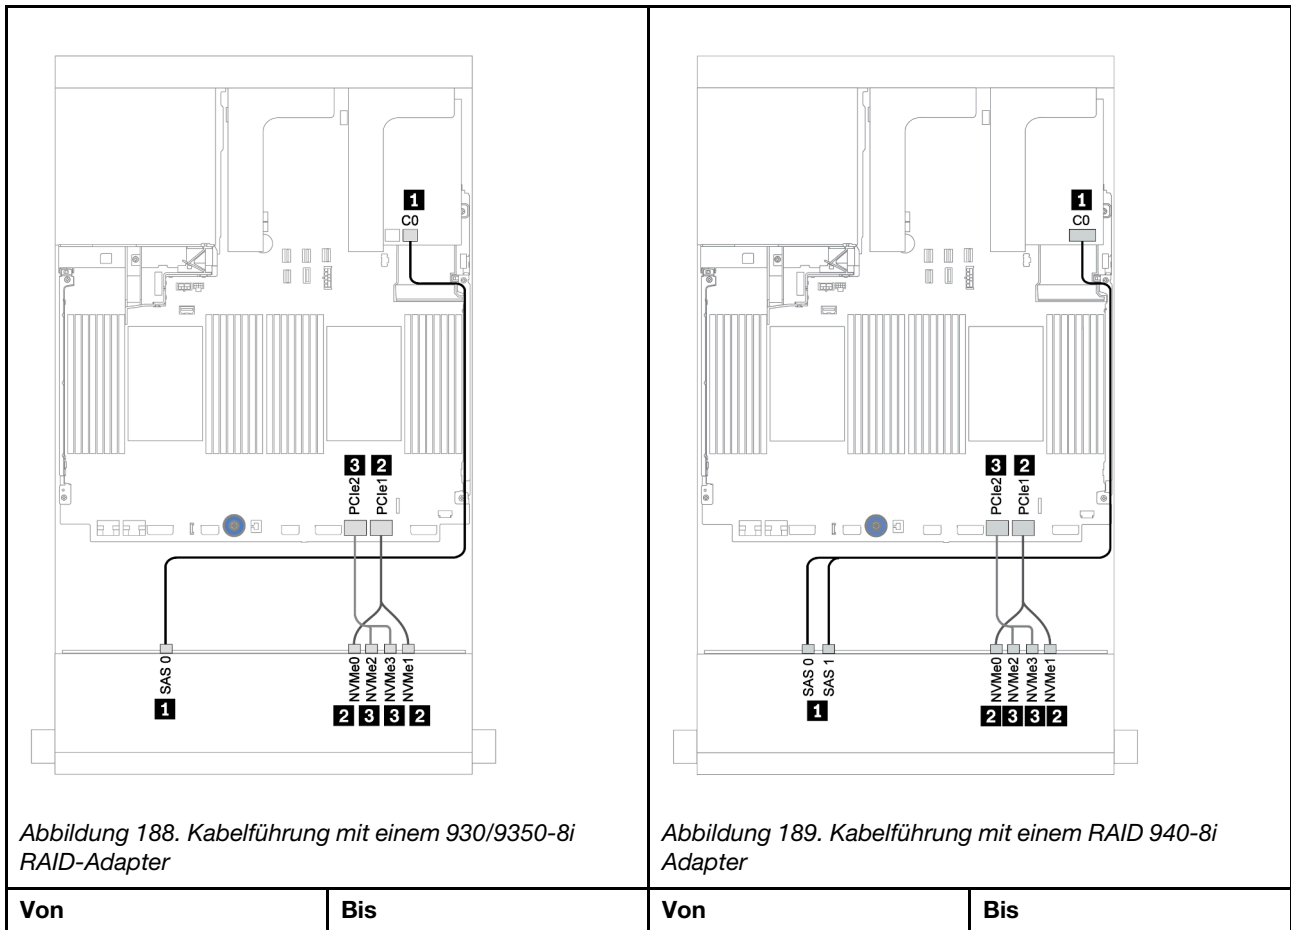 1
C0
3 2
PCIe2
PCIe1
SAS 0
NVMe0
NVMe2
NVMe3
NVMe1
1
2 3 3 2
Abbildung 188. Kabelführung mit einem 930/9350-8i
RAID-Adapter
1
C0
3 2
PCIe2
PCIe1
SAS 0
SAS 1
NVMe0
NVMe2
NVMe3
NVMe1
1
2 3 3 2
Abbildung 189. Kabelführung mit einem RAID 940-8i
Adapter
Von Bis Von Bis